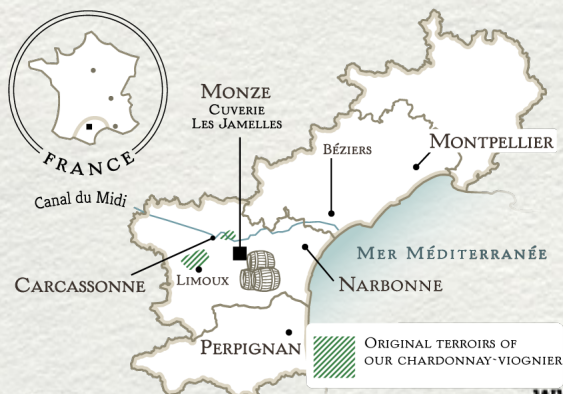 FRANCE
MONZE
CUVERIE
LES JAMELLES
BÉZIERS
MONTPELLIER
Canal du Midi
MER MÉDITERRANÉE
CARCASSONNE
LIMOUX
NARBONNE
PERPIGNAN
ORIGINAL TERROIRS OF
OUR CHARDONNAY-VIOGNIER